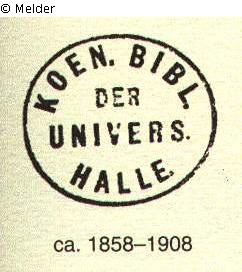 © Melder
KOEN. BIBL.
DER
UNIVERS.
HALLE.
ca. 1858–1908